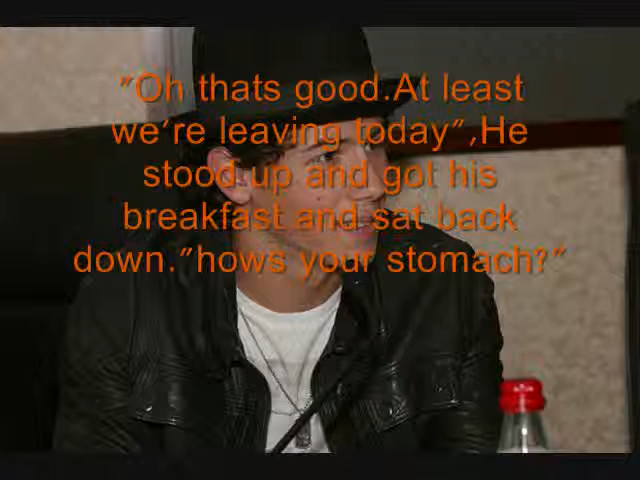 "Oh thats good.At least
we're leaving today",He
stood up and got his
breakfast and sat back
down."hows your stomach?"